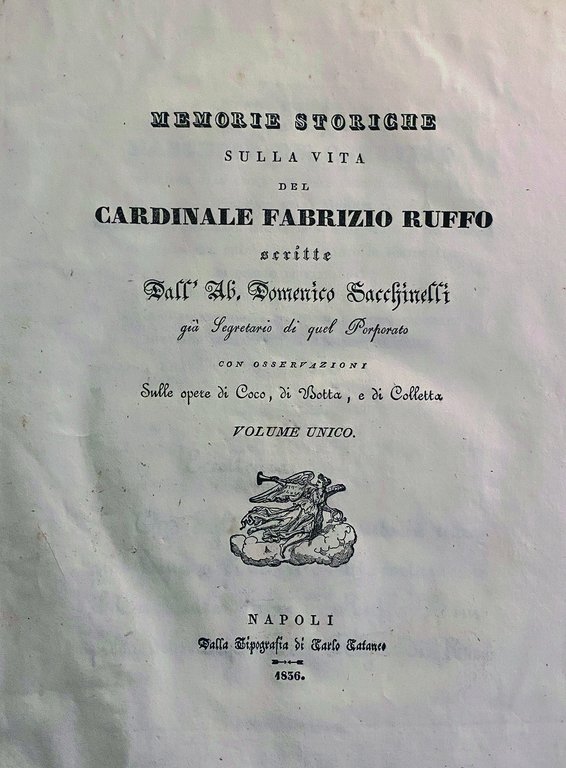 MEMORIE STORICHE
SULLA VITA
DEL
CARDINALE FABRIZIO RUFFO
scritte
Dall' Ab. Domenico Sacchinelli
già Segretario di quel Porporato
CON OSSERVAZIONI
Sulle opere di Coco, di Botta, e di Colletta
VOLUME UNICO.
NAPOLI
Dalla Tipografia di Carlo Cataneo
1836.